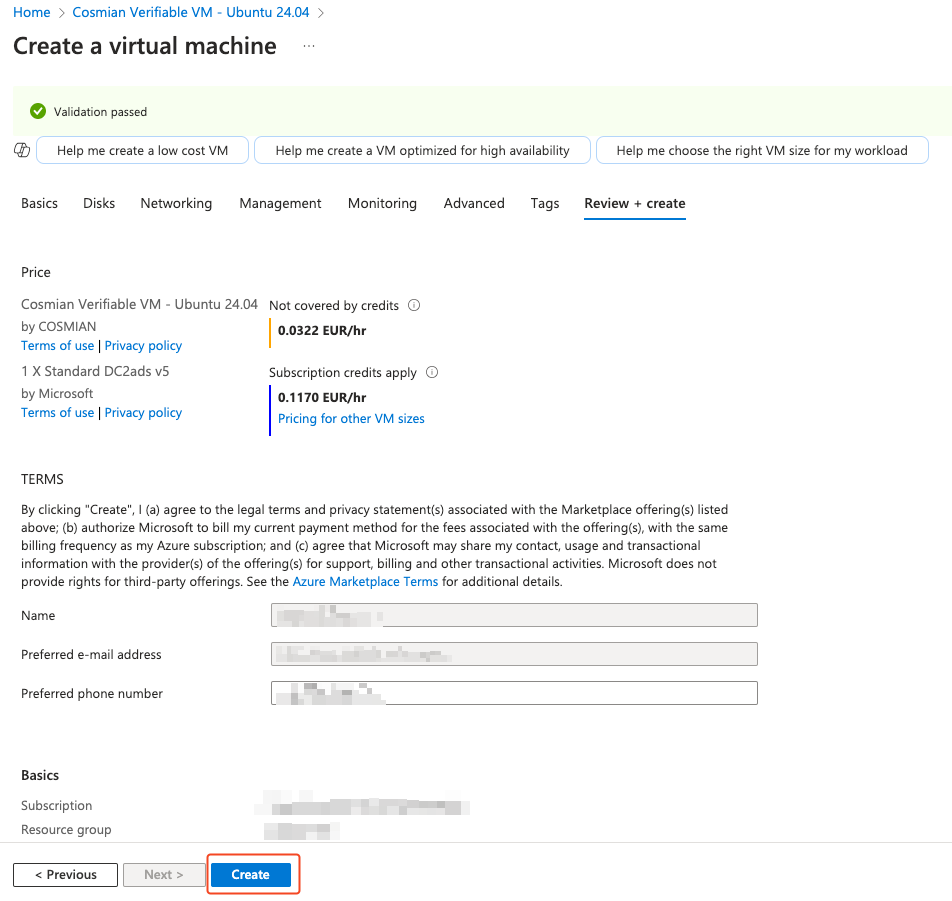 Home > Cosmian Verifiable VM - Ubuntu 24.04 >
Create a virtual machine ...
Validation passed
Help me create a low cost VM Help me create a VM optimized for high availability Help me choose the right VM size for my workload
Basics Disks Networking Management Monitoring Advanced Tags Review + create
Price
Cosmian Verifiable VM - Ubuntu 24.04 Not covered by credits
by COSMIAN 0.0322 EUR/hr
Terms of use | Privacy policy
1 X Standard DC2ads v5 Subscription credits apply
by Microsoft 0.1170 EUR/hr
Terms of use | Privacy policy Pricing for other VM sizes
TERMS
By clicking "Create", I (a) agree to the legal terms and privacy statement(s) associated with the Marketplace offering(s) listed
above; (b) authorize Microsoft to bill my current payment method for the fees associated with the offering(s), with the same
billing frequency as my Azure subscription; and (c) agree that Microsoft may share my contact, usage and transactional
information with the provider(s) of the offering(s) for support, billing and other transactional activities. Microsoft does not
provide rights for third-party offerings. See the Azure Marketplace Terms for additional details.
Name
Preferred e-mail address
Preferred phone number
Basics
Subscription
Resource group
< Previous Next > Create